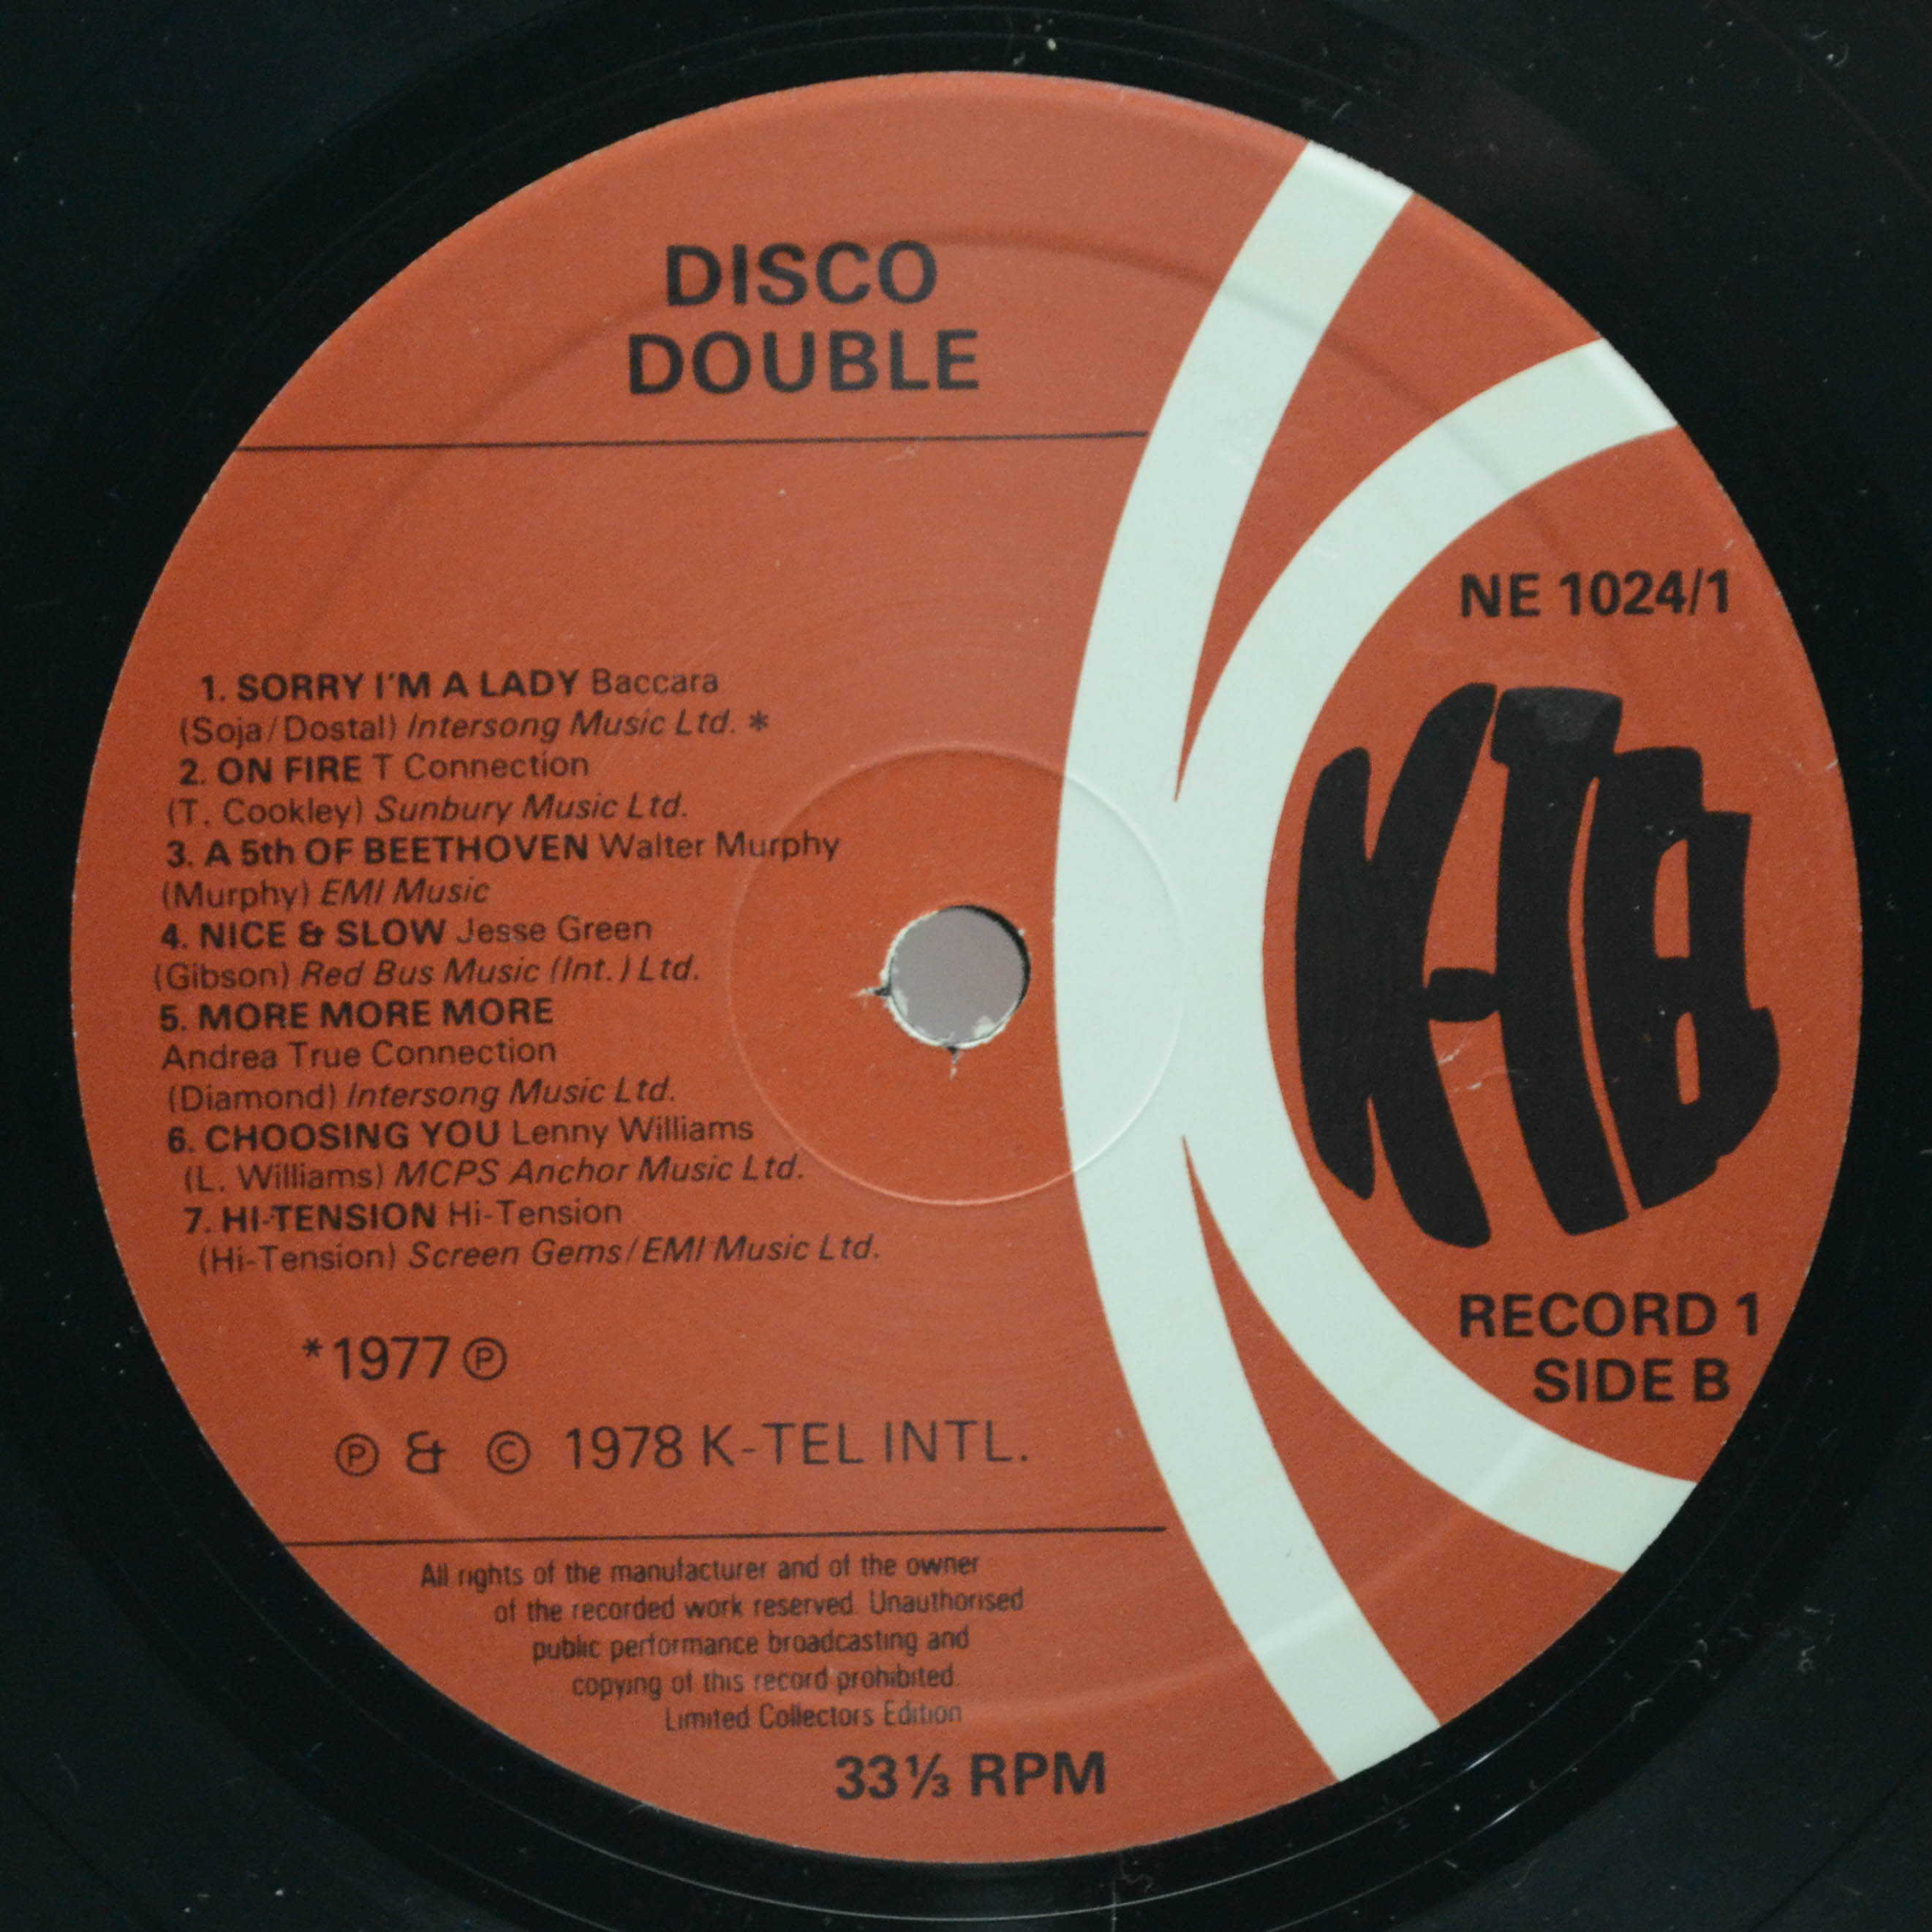 DISCO
DOUBLE
NE 1024/1
1. SORRY I'M A LADY Baccara
(Soja/Dostal) Intersong Music Ltd. *
2. ON FIRE T Connection
(T. Cookley) Sunbury Music Ltd.
3. A 5th OF BEETHOVEN Walter Murphy
(Murphy) EMI Music
4. NICE & SLOW Jesse Green
(Gibson) Red Bus Music (Int.) Ltd.
5. MORE MORE MORE
Andrea True Connection
(Diamond) Intersong Music Ltd.
6. CHOOSING YOU Lenny Williams
(L. Williams) MCPS Anchor Music Ltd.
7. HI-TENSION Hi-Tension
(Hi-Tension) Screen Gems/EMI Music Ltd.
K-TEL
RECORD 1
SIDE B
*1977 ℗
℗ & © 1978 K-TEL INTL.
All rights of the manufacturer and of the owner
of the recorded work reserved. Unauthorised
public performance broadcasting and
copying of this record prohibited.
Limited Collectors Edition
33⅓ RPM